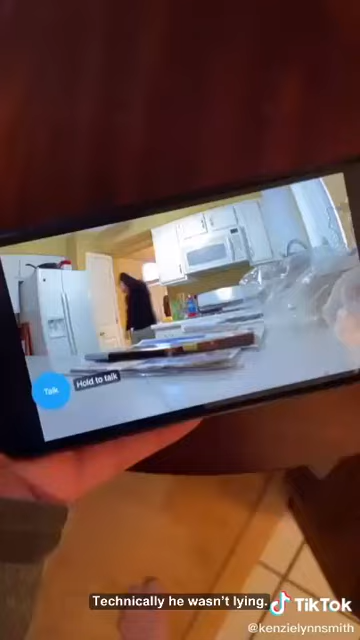 Talk
Hold to talk
Technically he wasn't lying.
TikTok
@kenzielynnsmith